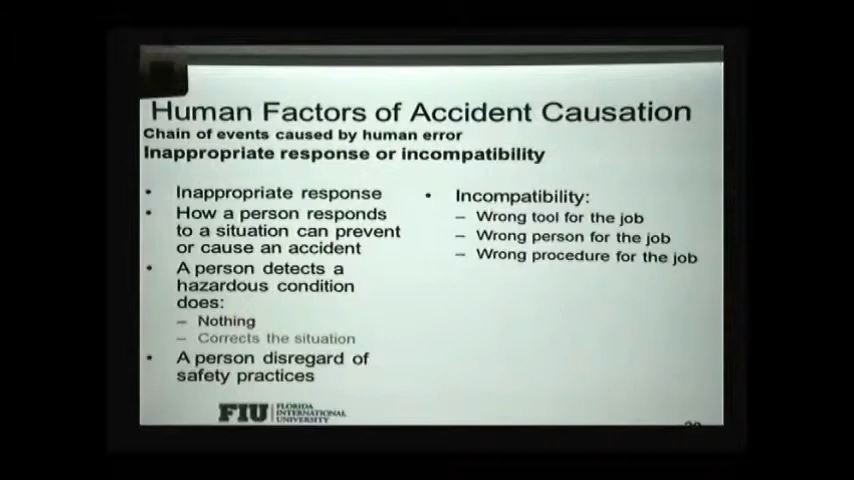 Human Factors of Accident Causation
Chain of events caused by human error
Inappropriate response or incompatibility
• Inappropriate response
• How a person responds
to a situation can prevent
or cause an accident
• A person detects a
hazardous condition
does:
– Nothing
– Corrects the situation
• A person disregard of
safety practices
• Incompatibility:
– Wrong tool for the job
– Wrong person for the job
– Wrong procedure for the job
FIU FLORIDA
INTERNATIONAL
UNIVERSITY